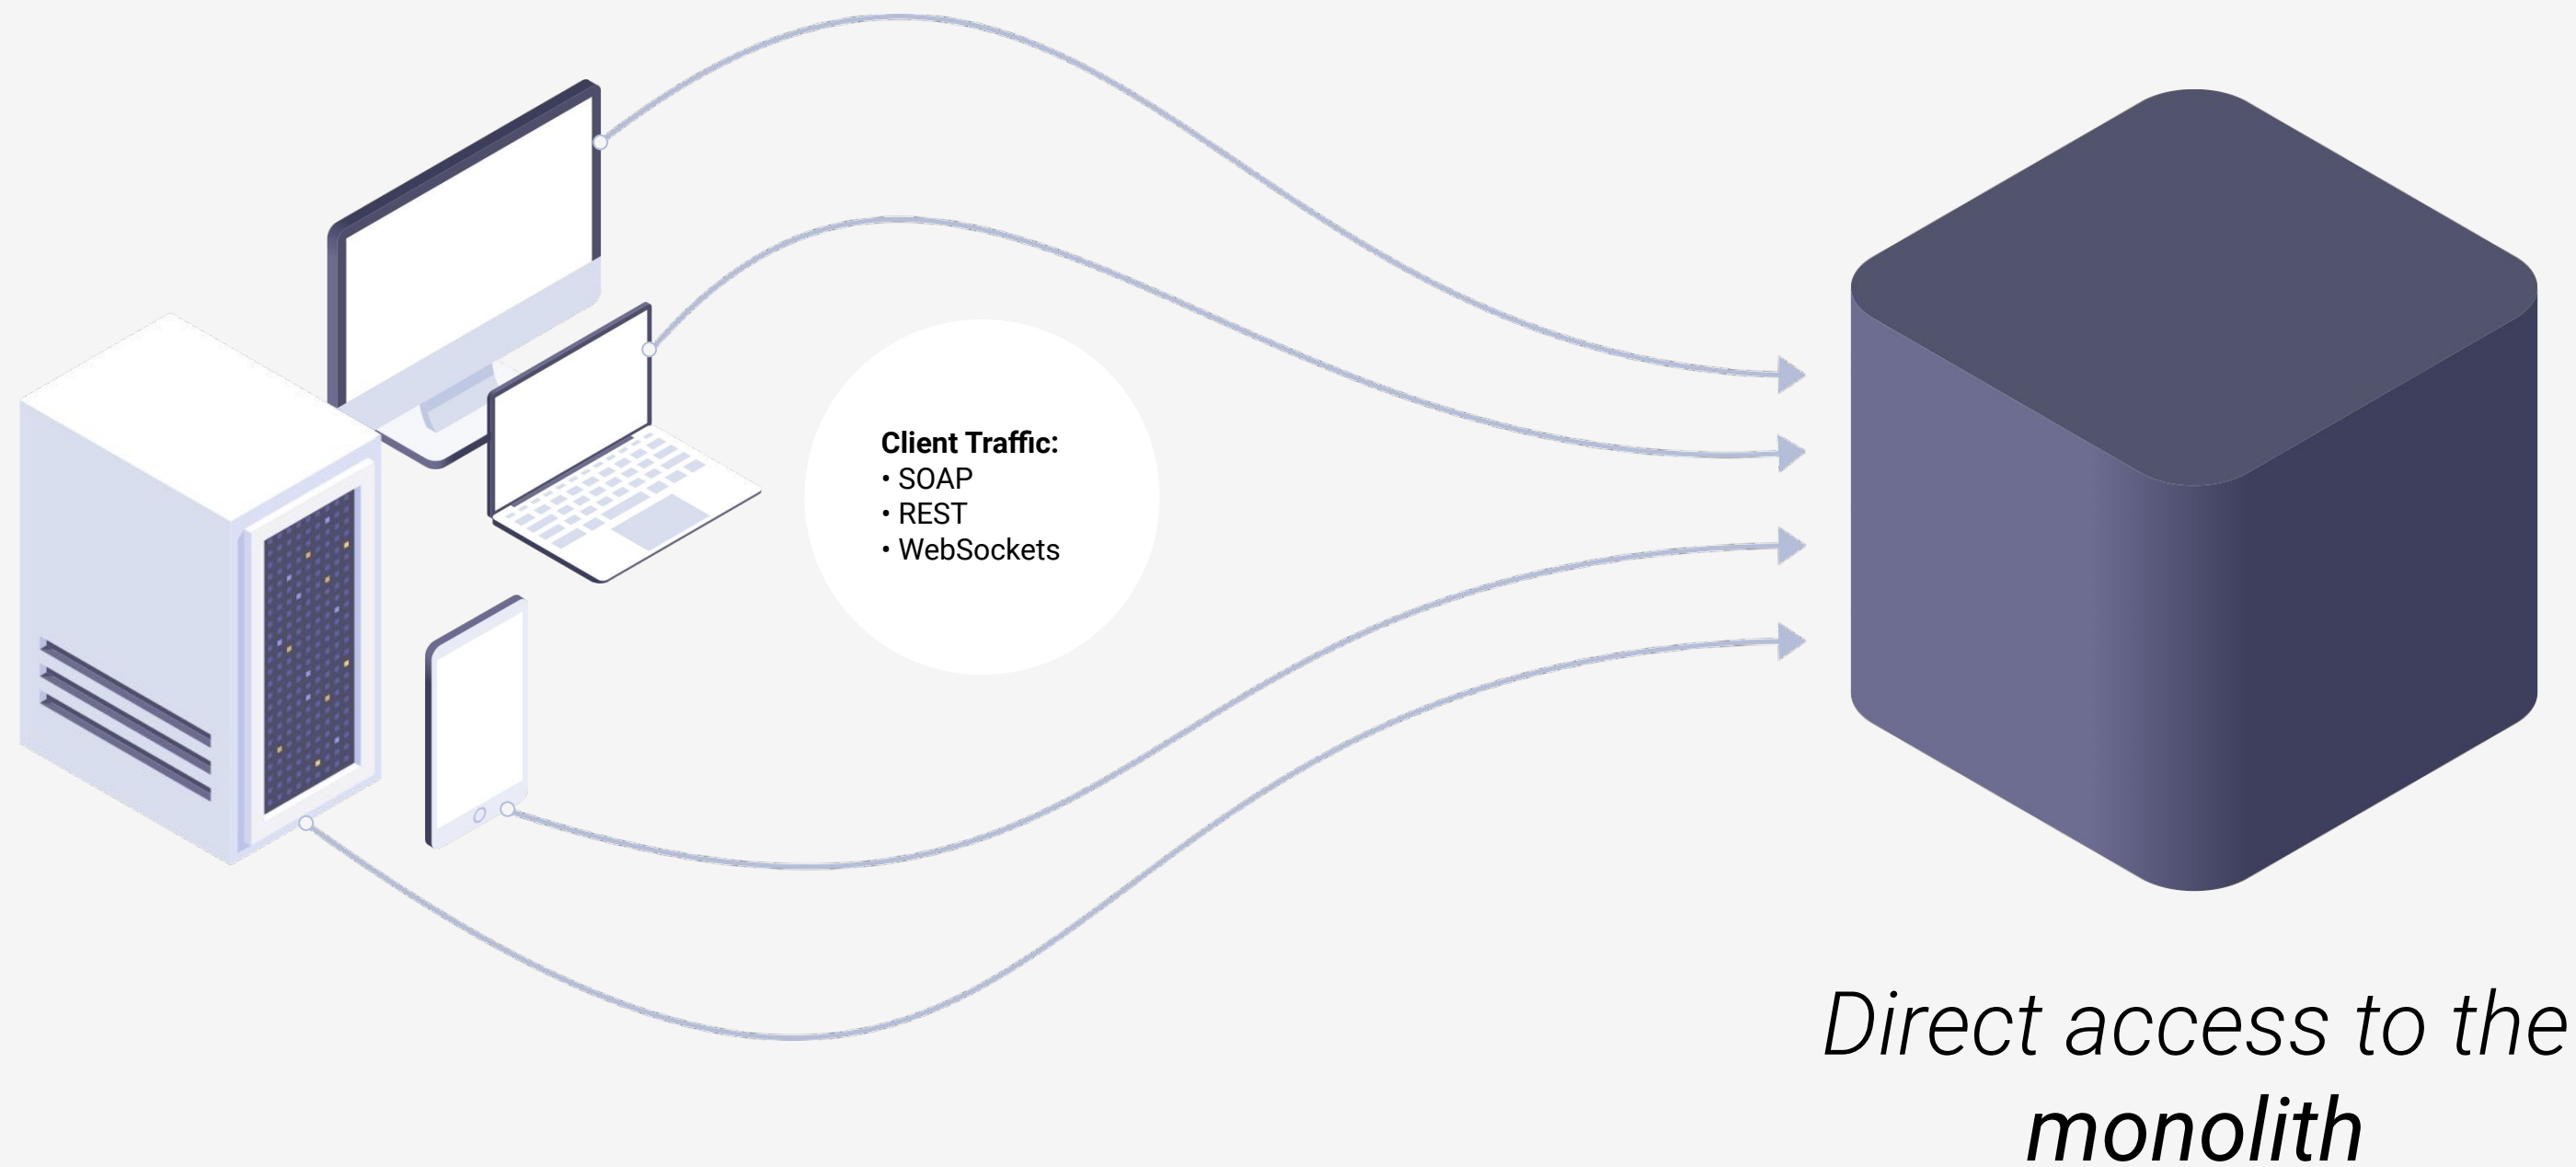 Client Traffic:
• SOAP
• REST
• WebSockets
Direct access to the
monolith